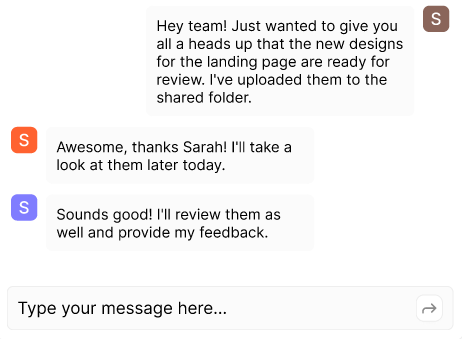 Hey team! Just wanted to give you
all a heads up that the new designs
for the landing page are ready for
review. I've uploaded them to the
shared folder.
S
S
Awesome, thanks Sarah! I'll take a
look at them later today.
S
Sounds good! I'll review them as
well and provide my feedback.
Type your message here...